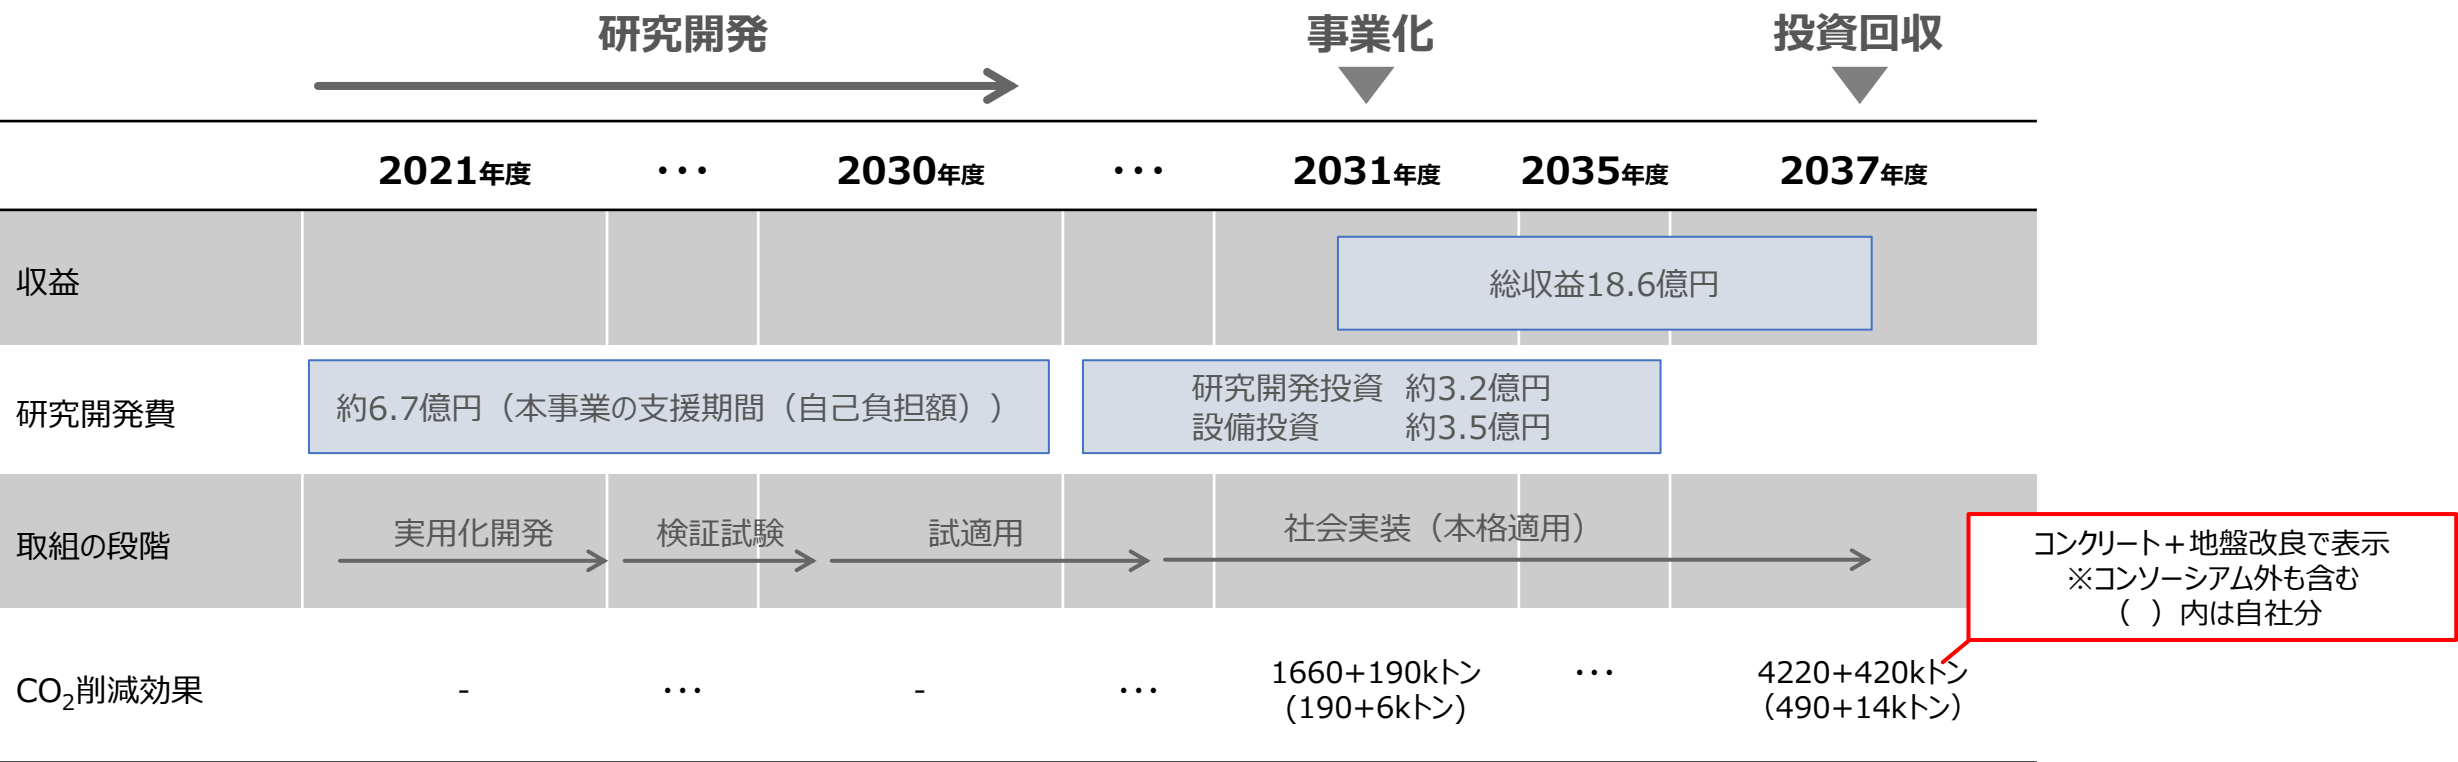 研究開発 事業化 投資回収
2021年度 ・・・ 2030年度 ・・・ 2031年度 2035年度 2037年度
収益
総収益18.6億円
研究開発費
約6.7億円（本事業の支援期間（自己負担額））
研究開発投資 約3.2億円
設備投資 約3.5億円
取組の段階
実用化開発 検証試験 試適用 社会実装（本格適用）
コンクリート＋地盤改良で表示
※コンソーシアム外も含む
（ ）内は自社分
CO₂削減効果 - ・・・ - ・・・
1660+190kトン
(190+6kトン)
・・・
4220+420kトン
（490+14kトン）